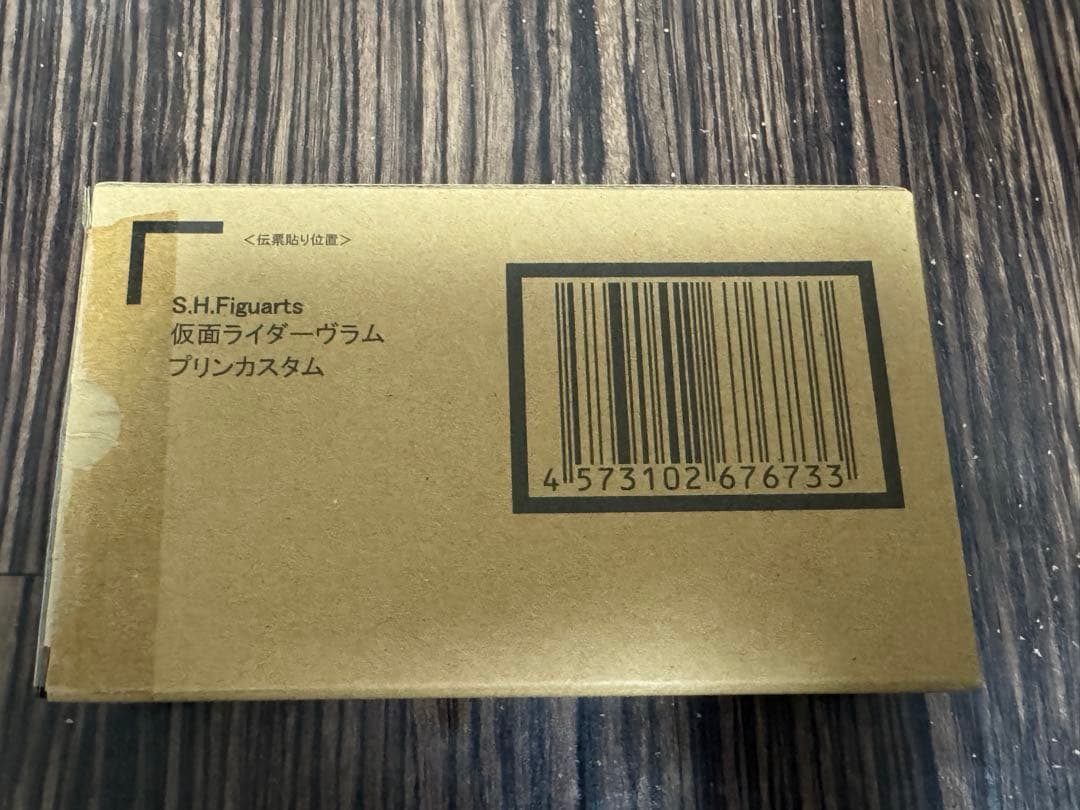 <伝票貼り位置>
S.H.Figuarts
仮面ライダーヴラム
プリンカスタム
4 573102 676733